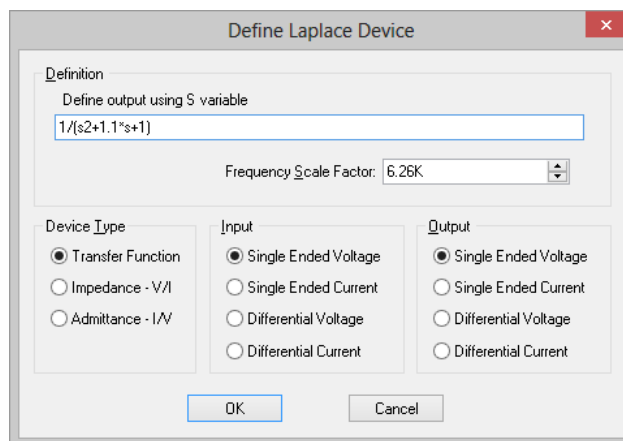 Define Laplace Device
Definition
Define output using S variable
1/(s2+1.1*s+1)
Frequency Scale Factor: 6.26K
Device Type
Transfer Function
Impedance - V/I
Admittance - I/V
Input
Single Ended Voltage
Single Ended Current
Differential Voltage
Differential Current
Output
Single Ended Voltage
Single Ended Current
Differential Voltage
Differential Current
OK
Cancel